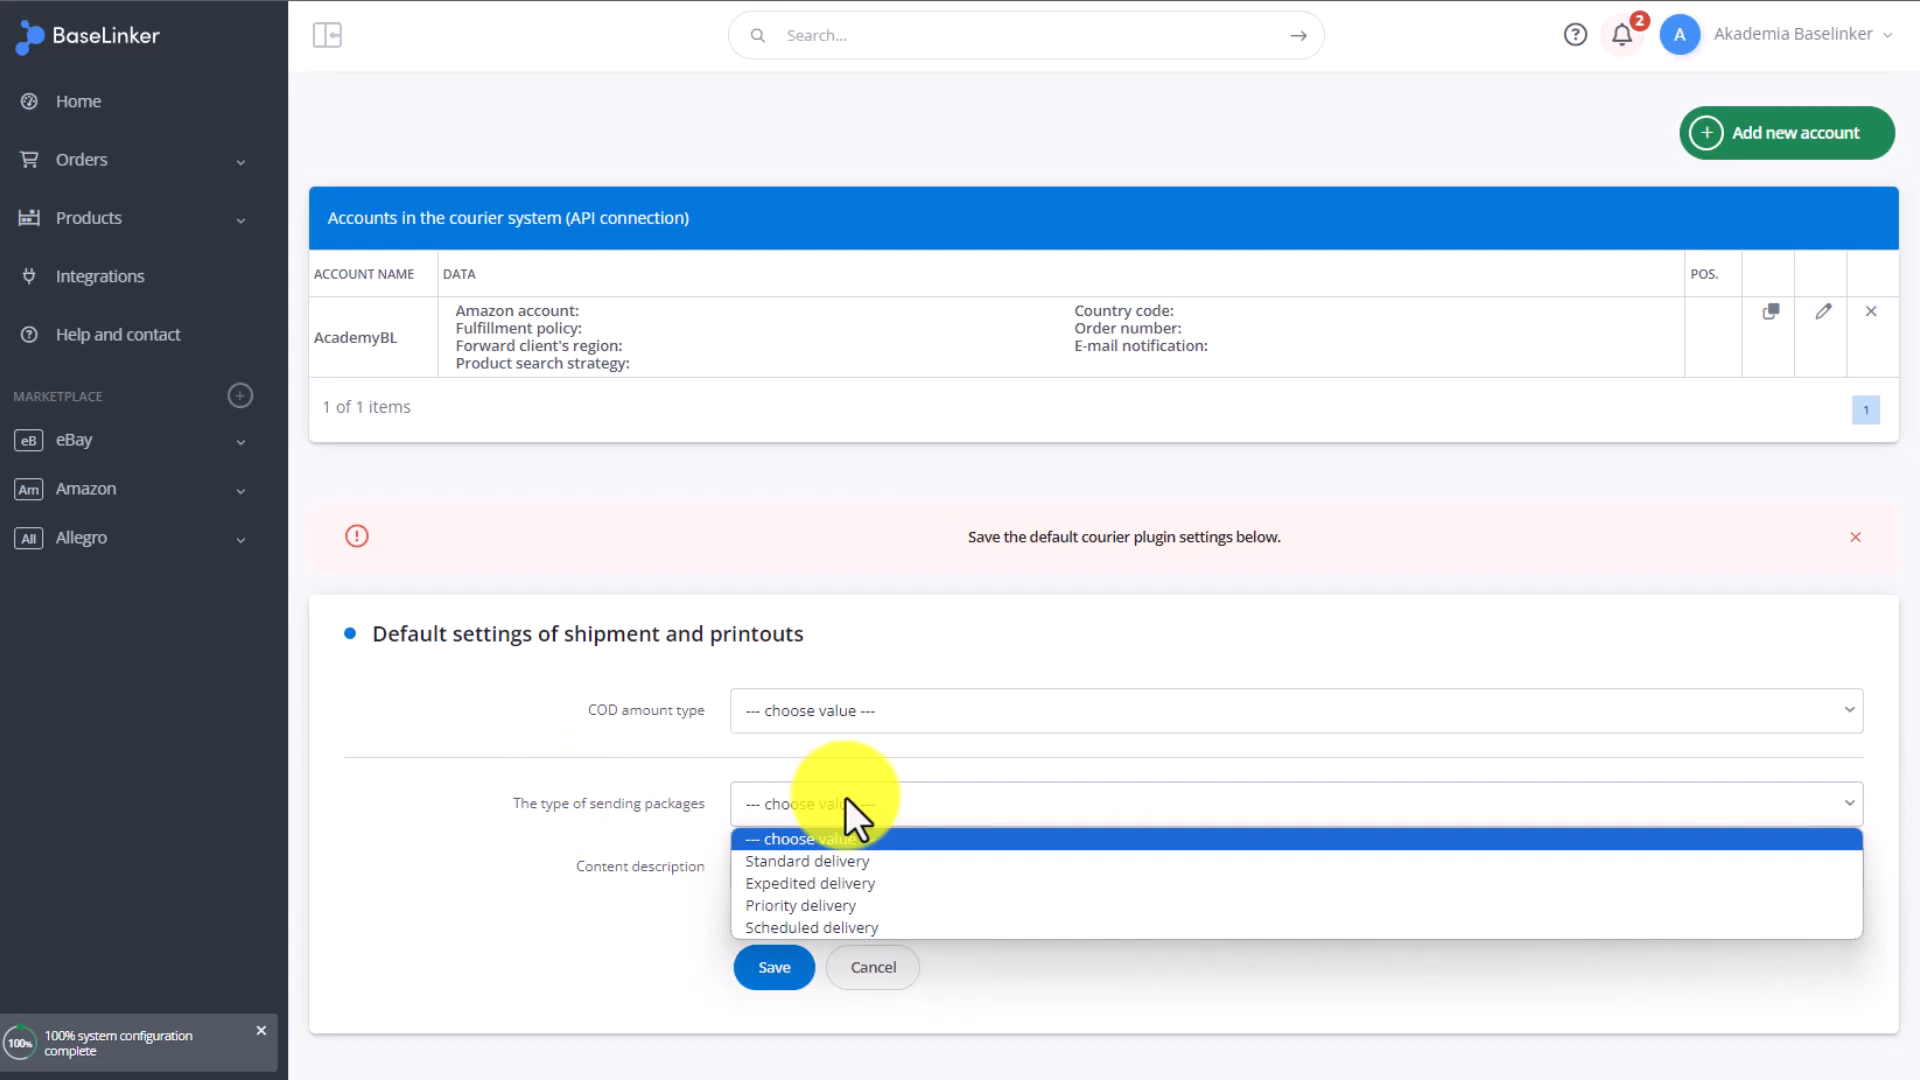 BaseLinker
Search...
2
A
Akademia Baselinker
Home
Orders
Products
Integrations
Help and contact
MARKETPLACE
eB
eBay
Am
Amazon
All
Allegro
100%
100% system configuration
complete
Add new account
Accounts in the courier system (API connection)
ACCOUNT NAME
DATA
POS.
AcademyBL
Amazon account:
Fulfillment policy:
Forward client's region:
Product search strategy:
Country code:
Order number:
E-mail notification:
1 of 1 items
1
Save the default courier plugin settings below.
Default settings of shipment and printouts
COD amount type
--- choose value ---
The type of sending packages
--- choose value ---
--- choose value
Standard delivery
Expedited delivery
Priority delivery
Scheduled delivery
Content description
Save
Cancel